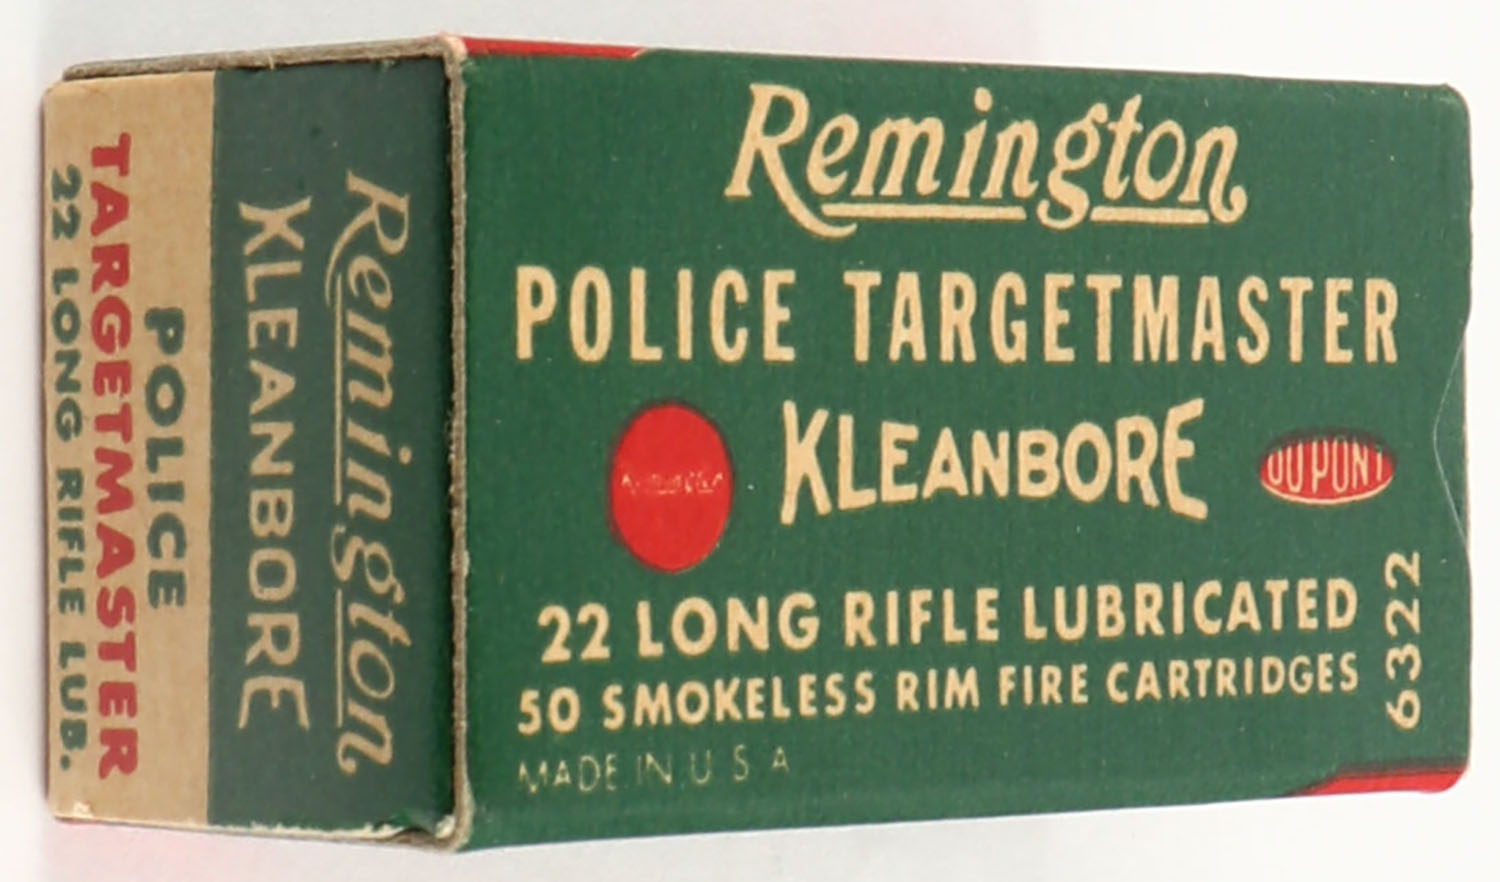 Remington
POLICE TARGETMASTER
KLEANBORE
DU PONT
22 LONG RIFLE LUBRICATED
50 SMOKELESS RIM FIRE CARTRIDGES
MADE IN U S A
6322
Remington
KLEANBORE
POLICE
TARGETMASTER
22 LONG RIFLE LUB.